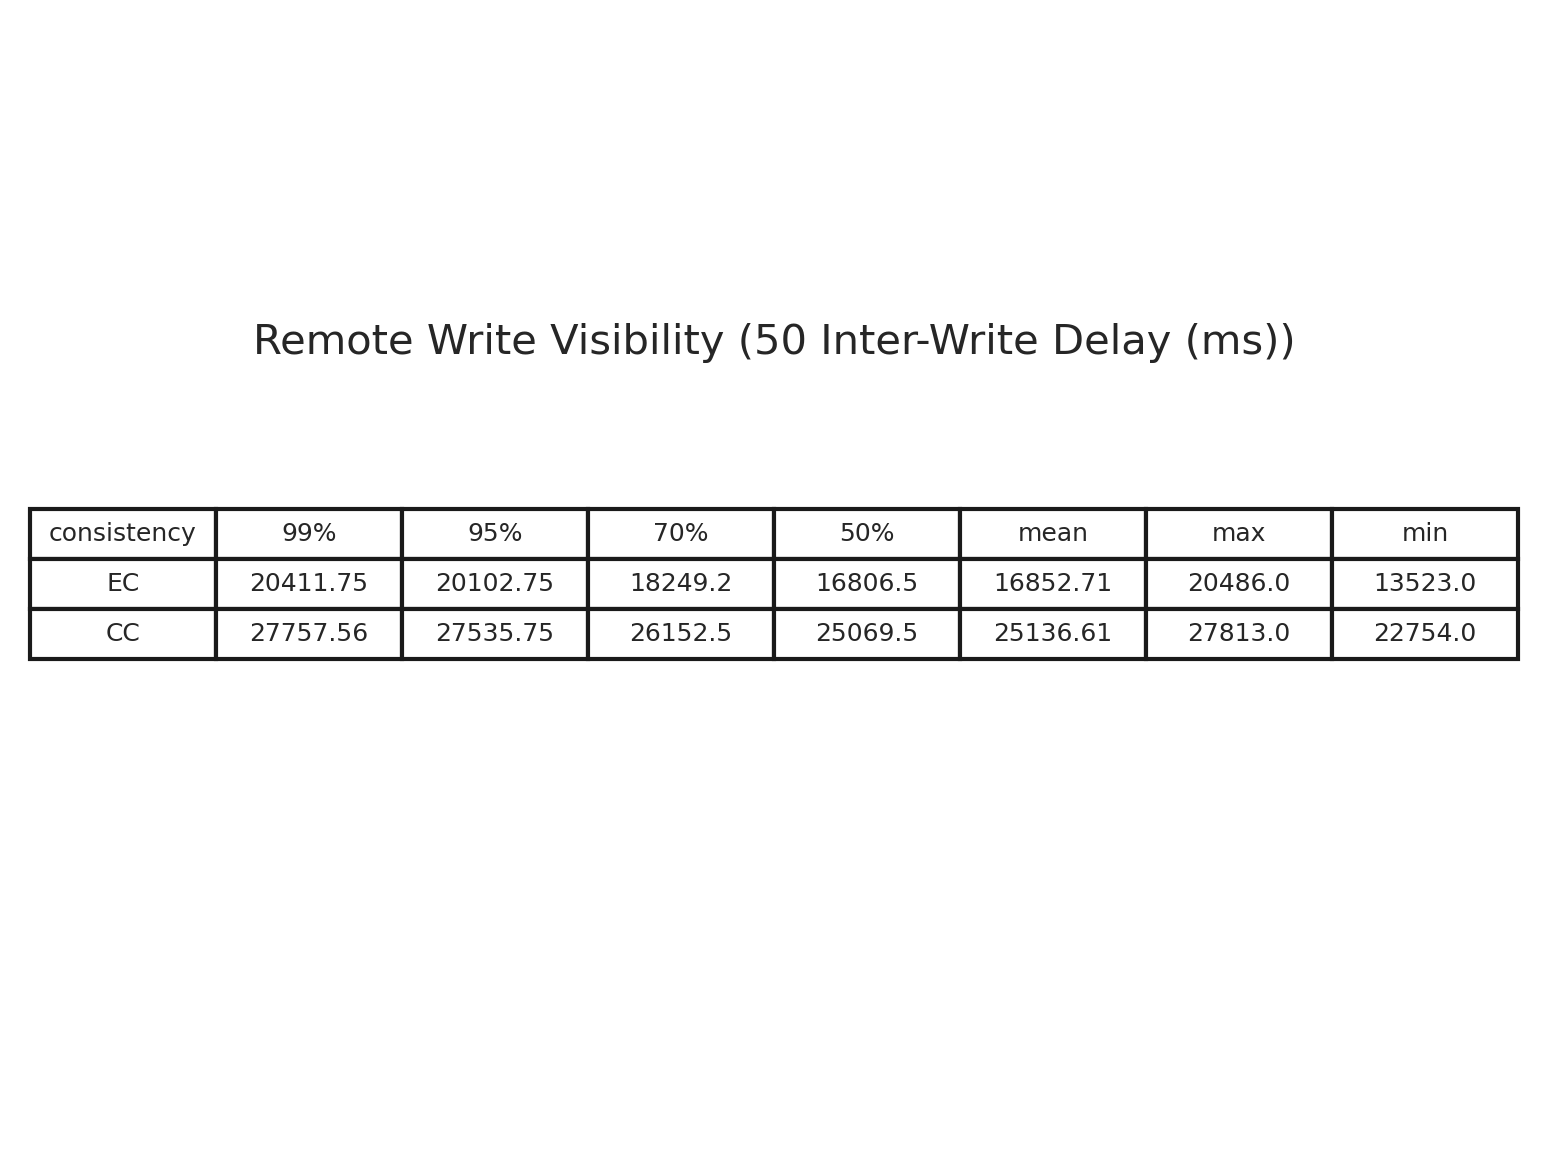 Remote Write Visibility (50 Inter-Write Delay (ms))
consistency 99% 95% 70% 50% mean max min
EC 20411.75 20102.75 18249.2 16806.5 16852.71 20486.0 13523.0
CC 27757.56 27535.75 26152.5 25069.5 25136.61 27813.0 22754.0